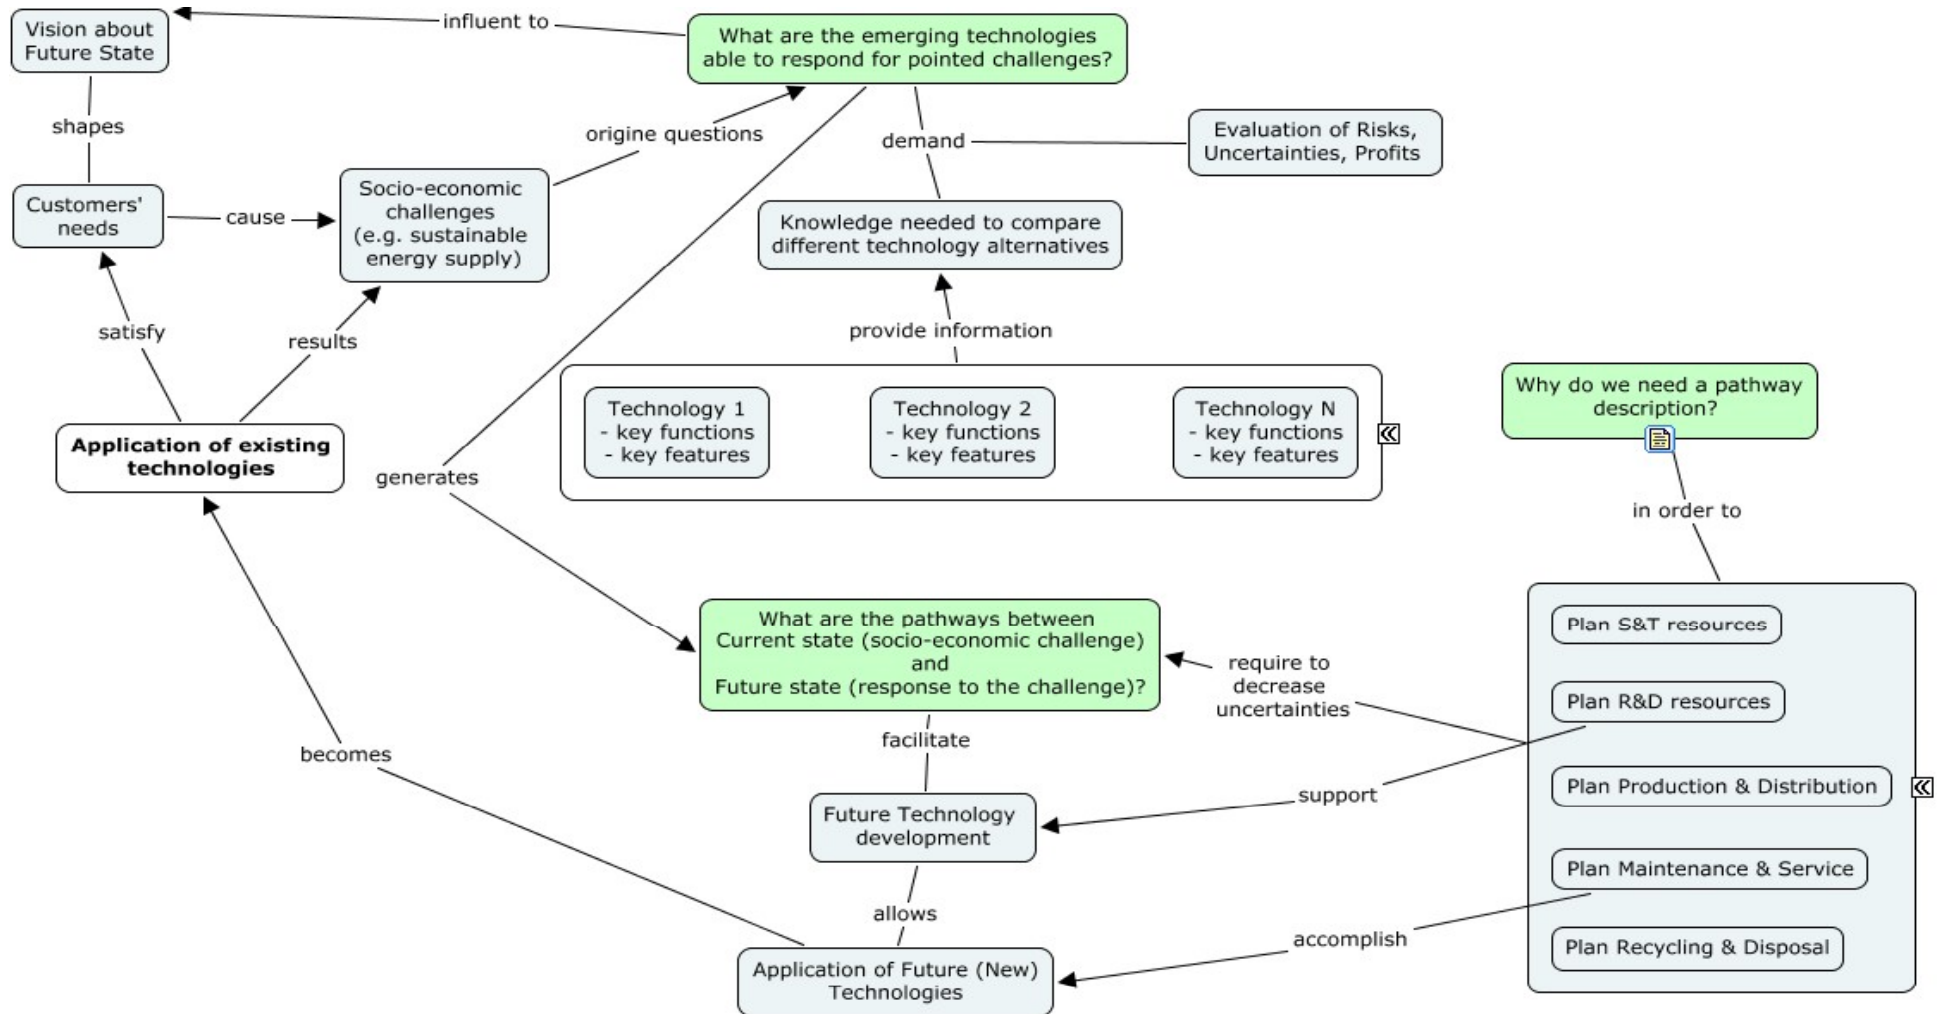 Vision about
Future State
influent to
What are the emerging technologies
able to respond for pointed challenges?
shapes
origine questions
demand
Evaluation of Risks,
Uncertainties, Profits
Customers'
needs
cause
Socio-economic
challenges
(e.g. sustainable
energy supply)
Knowledge needed to compare
different technology alternatives
satisfy
results
provide information
Technology 1
- key functions
- key features
Technology 2
- key functions
- key features
Technology N
- key functions
- key features
Why do we need a pathway
description?
Application of existing
technologies
generates
in order to
What are the pathways between
Current state (socio-economic challenge)
and
Future state (response to the challenge)?
require to
decrease
uncertainties
Plan S&T resources
Plan R&D resources
Plan Production & Distribution
Plan Maintenance & Service
Plan Recycling & Disposal
facilitate
becomes
support
Future Technology
development
allows
accomplish
Application of Future (New)
Technologies